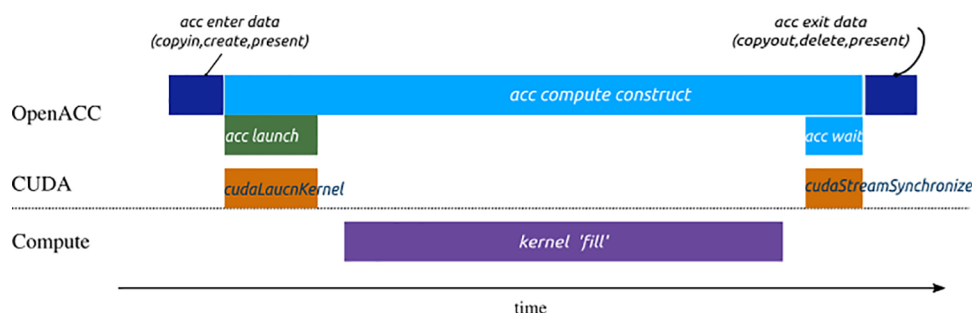 acc enter data
(copyin,create,present)
acc exit data
(copyout,delete,present)
OpenACC
acc compute construct
acc launch
acc wait
CUDA
cudaLaucnKernel
cudaStreamSynchronize
Compute
kernel 'fill'
time